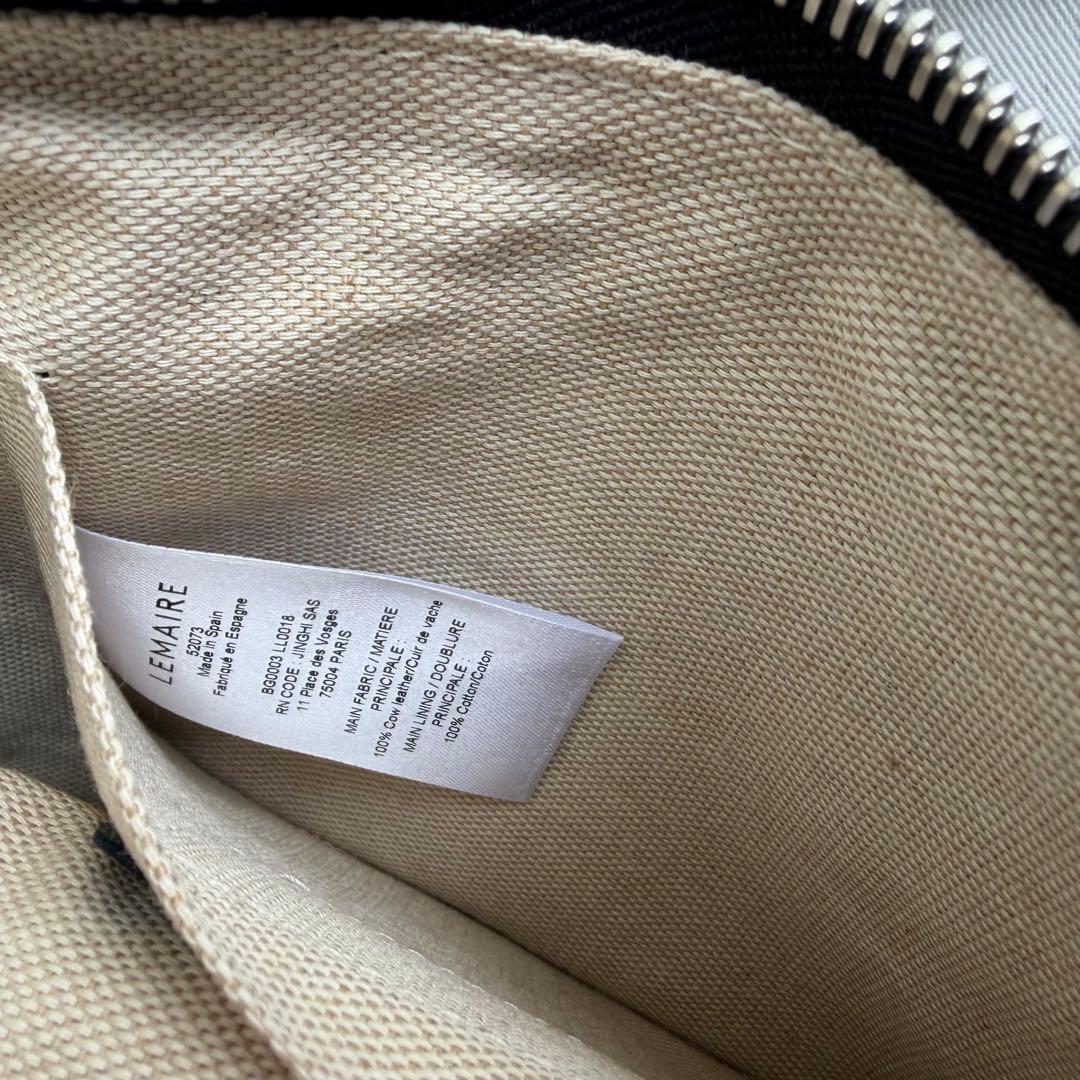 LEMAIRE
52073
Made in Spain
Fabriqué en Espagne
BG0003 LL0018
RN CODE : JINGHI SAS
11 Place des Vosges
75004 PARIS
MAIN FABRIC / MATIERE
PRINCIPALE :
100% Cow leather/Cuir de vache
MAIN LINING / DOUBLURE
PRINCIPALE :
100% Cotton/Coton